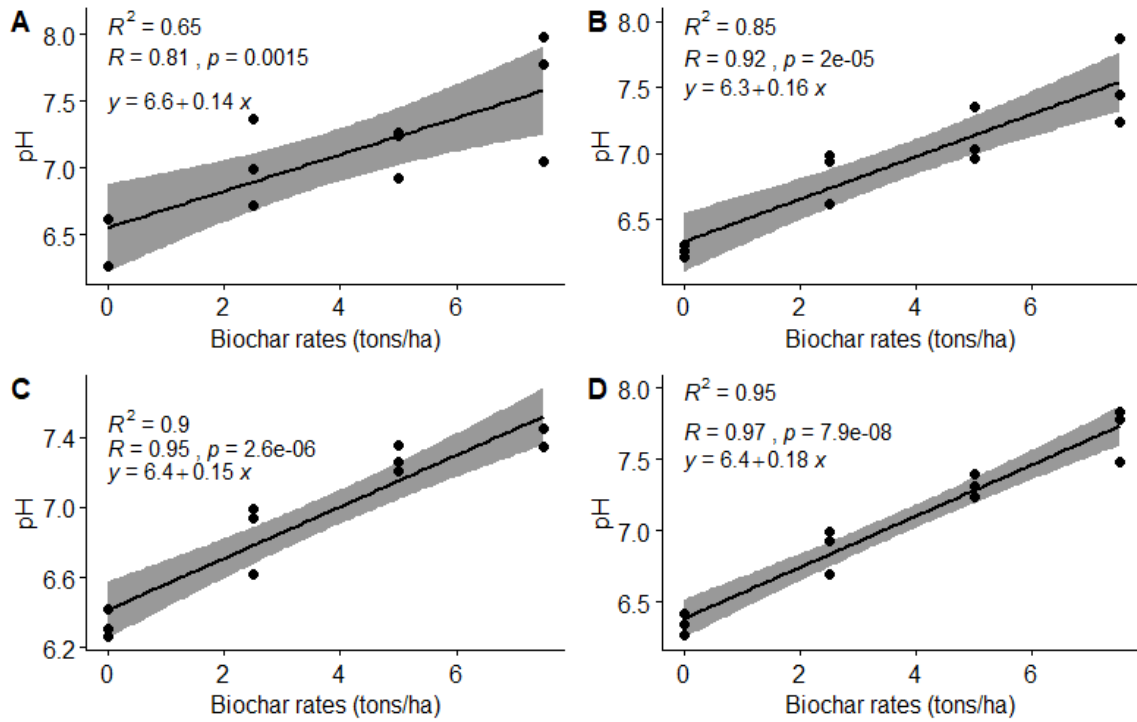 A
R² = 0.65
R = 0.81 , p = 0.0015
y = 6.6 + 0.14 x
8.0
7.5
7.0
6.5
pH
0 2 4 6
Biochar rates (tons/ha)
B
R² = 0.85
R = 0.92 , p = 2e-05
y = 6.3 + 0.16 x
8.0
7.5
7.0
6.5
pH
0 2 4 6
Biochar rates (tons/ha)
C
R² = 0.9
R = 0.95 , p = 2.6e-06
y = 6.4 + 0.15 x
7.4
7.0
6.6
6.2
pH
0 2 4 6
Biochar rates (tons/ha)
D
R² = 0.95
R = 0.97 , p = 7.9e-08
y = 6.4 + 0.18 x
8.0
7.5
7.0
6.5
pH
0 2 4 6
Biochar rates (tons/ha)